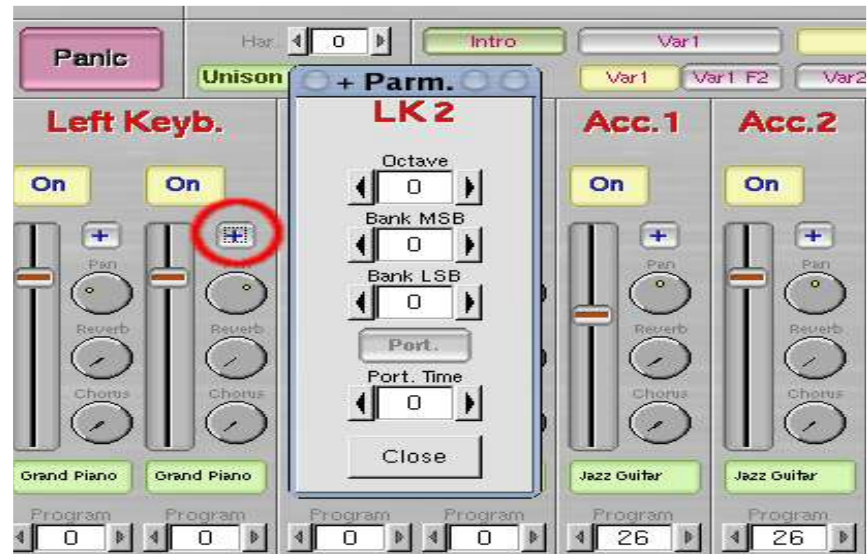 Panic
Har.
0
Intro
Var1
Unison
Var1
Var1 F2
Var2
+ Parm.
LK 2
Left Keyb.
Acc.1
Acc.2
On
On
On
On
Octave
0
Bank MSB
0
Bank LSB
0
Port.
Port. Time
0
Close
+
+
+
+
Pan
Pan
Pan
Reverb
Reverb
Reverb
Reverb
Chorus
Chorus
Chorus
Chorus
Grand Piano
Grand Piano
Jazz Guitar
Jazz Guitar
Program
Program
Program
Program
Program
Program
0
0
0
0
26
26